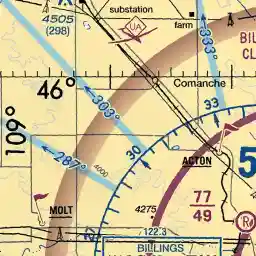 substation
4505
(298)
UA
farm
333°
BIL
CL
46°
Comanche
303°
33
109°
30
ACTON
5
287°
4000
MOLT
77
49
4275
R
122.3
BILLINGS